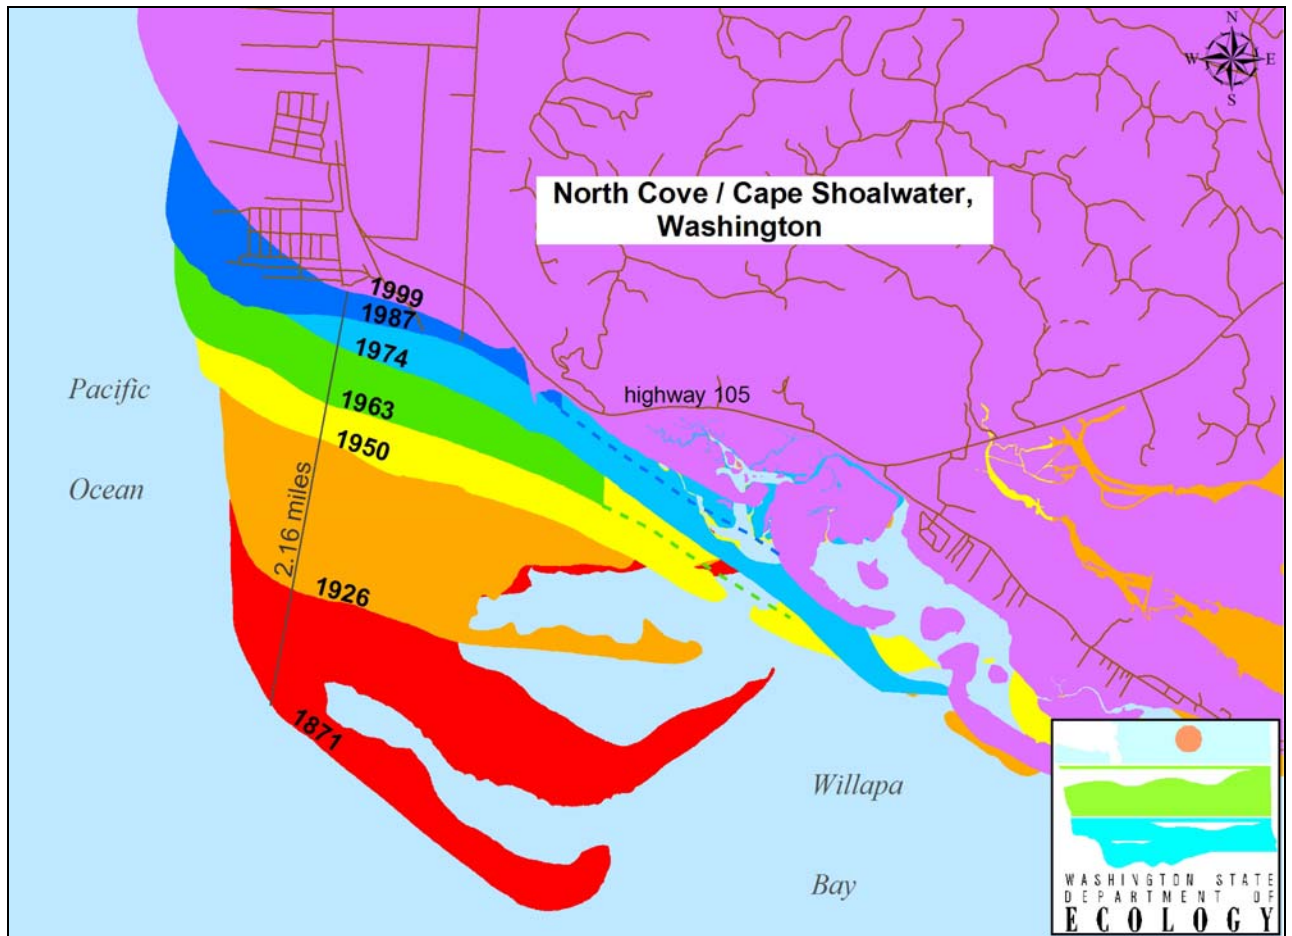 N
W E
S
North Cove / Cape Shoalwater,
Washington
1999
1987
1974
highway 105
Pacific
1963
1950
Ocean
2.16 miles
1926
1871
Willapa
Bay
WASHINGTON STATE
DEPARTMENT OF
ECOLOGY